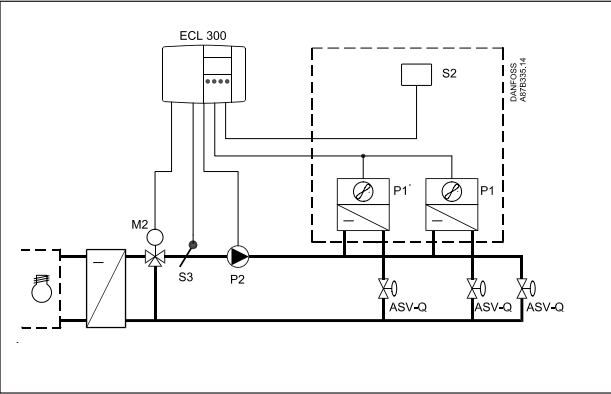 ECL 300
S2
DANFOSS
A87B335.14
P1'
P1
M2
S3
P2
ASV-Q
ASV-Q
ASV-Q